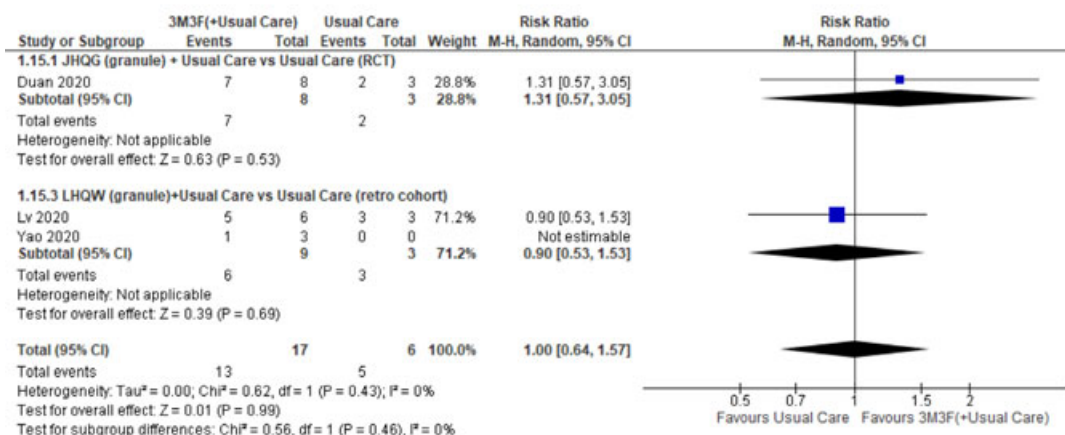 3M3F(+Usual Care) Usual Care Risk Ratio Risk Ratio
Study or Subgroup Events Total Events Total Weight M-H, Random, 95% CI M-H, Random, 95% CI
1.15.1 JHQG (granule) + Usual Care vs Usual Care (RCT)
Duan 2020 7 8 2 3 28.8% 1.31 [0.57, 3.05]
Subtotal (95% CI) 8 3 28.8% 1.31 [0.57, 3.05]
Total events 7 2
Heterogeneity: Not applicable
Test for overall effect: Z = 0.63 (P = 0.53)
1.15.3 LHQW (granule)+Usual Care vs Usual Care (retro cohort)
Lv 2020 5 6 3 3 71.2% 0.90 [0.53, 1.53]
Yao 2020 1 3 0 0 Not estimable
Subtotal (95% CI) 9 3 71.2% 0.90 [0.53, 1.53]
Total events 6 3
Heterogeneity: Not applicable
Test for overall effect: Z = 0.39 (P = 0.69)
Total (95% CI) 17 6 100.0% 1.00 [0.64, 1.57]
Total events 13 5
Heterogeneity: Tau² = 0.00; Chi² = 0.62, df = 1 (P = 0.43); I² = 0%
Test for overall effect: Z = 0.01 (P = 0.99)
Test for subgroup differences: Chi² = 0.56, df = 1 (P = 0.46), I² = 0%
0.5 0.7 1 1.5 2
Favours Usual Care Favours 3M3F(+Usual Care)